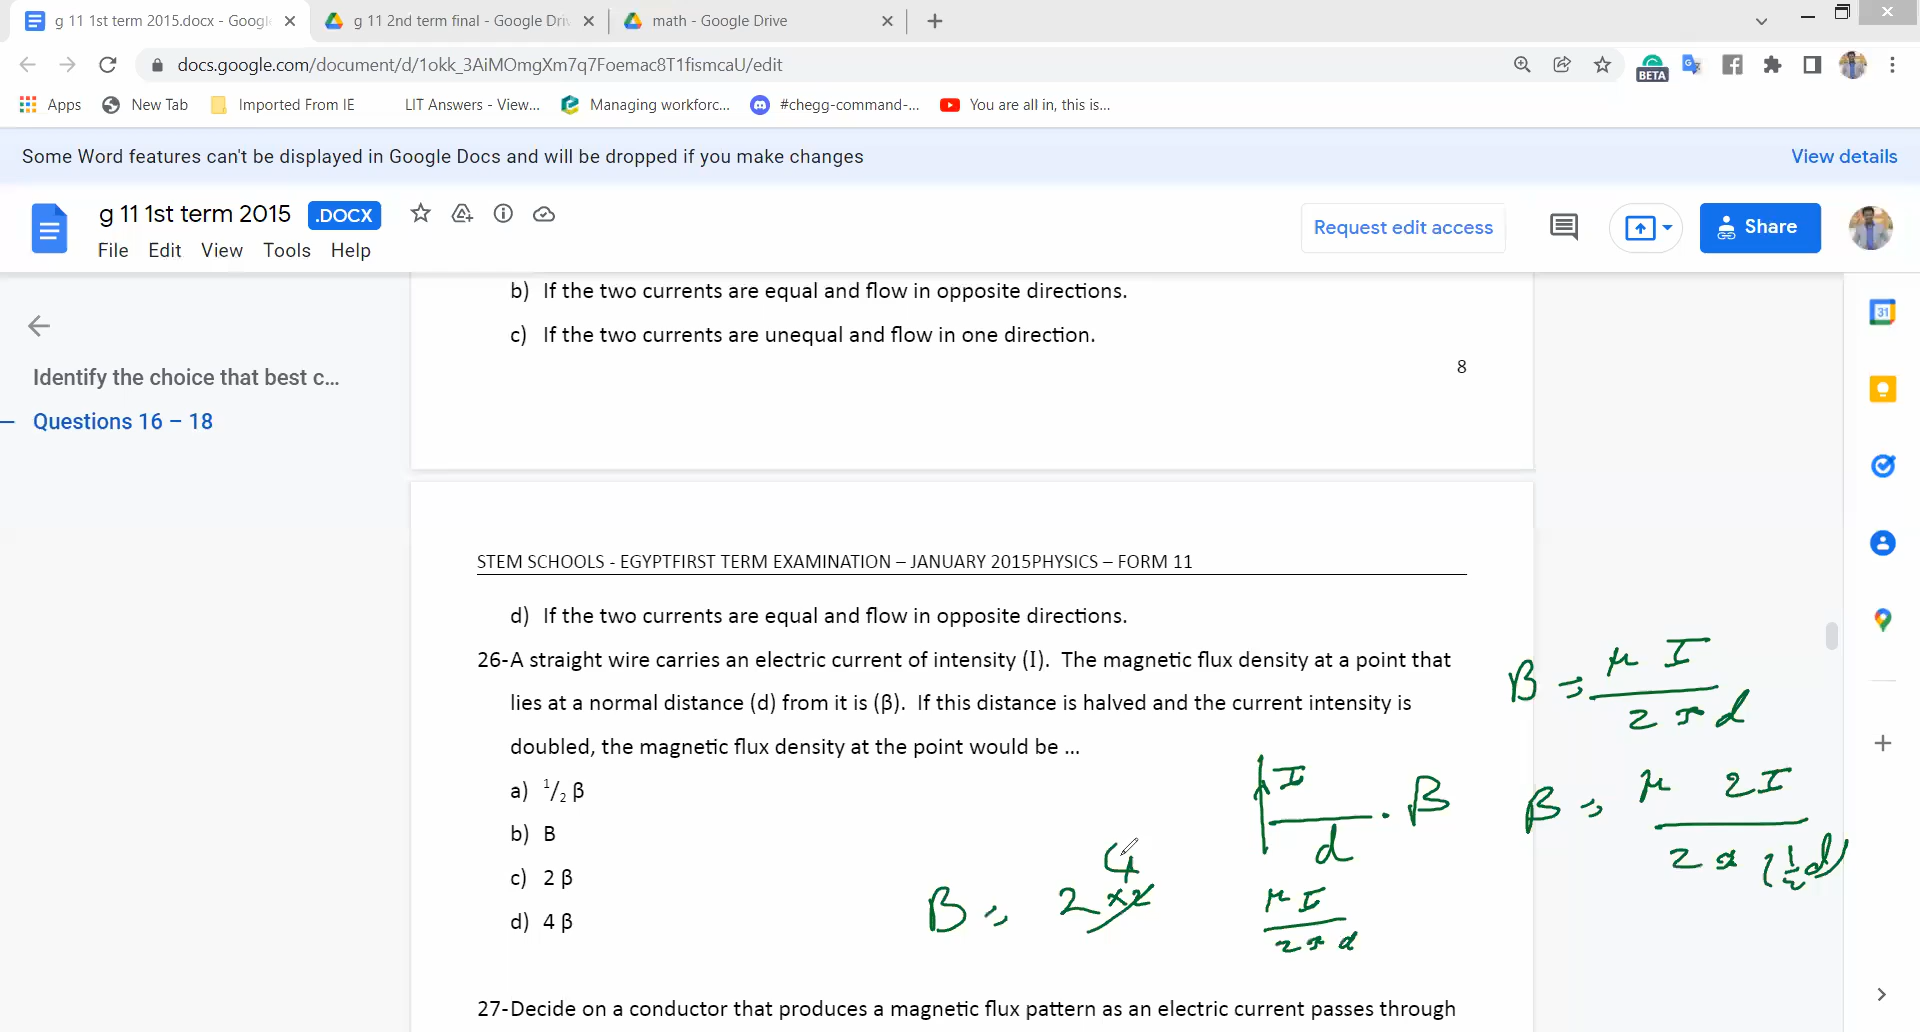 g 11 1st term 2015.docx - Googl
g 11 2nd term final - Google Driv
math - Google Drive
docs.google.com/document/d/1okk_3AiMOmgXm7q7Foemac8T1fismcaU/edit
BETA
Apps
New Tab
Imported From IE
LIT Answers - View...
Managing workforc...
#chegg-command-...
You are all in, this is...
Some Word features can't be displayed in Google Docs and will be dropped if you make changes
View details
g 11 1st term 2015
.DOCX
Request edit access
Share
File Edit View Tools Help
b) If the two currents are equal and flow in opposite directions.
c) If the two currents are unequal and flow in one direction.
8
Identify the choice that best c...
Questions 16 – 18
31
STEM SCHOOLS - EGYPTFIRST TERM EXAMINATION – JANUARY 2015PHYSICS – FORM 11
d) If the two currents are equal and flow in opposite directions.
26-A straight wire carries an electric current of intensity (I). The magnetic flux density at a point that
lies at a normal distance (d) from it is (β). If this distance is halved and the current intensity is
doubled, the magnetic flux density at the point would be ...
a) 1/2 β
b) B
c) 2 β
d) 4 β
B = μ I
2 π d
I
d
B
B = μ 2I
2 π (1/2 d)
4
B = 2 x2
μ I
2 π d
27-Decide on a conductor that produces a magnetic flux pattern as an electric current passes through